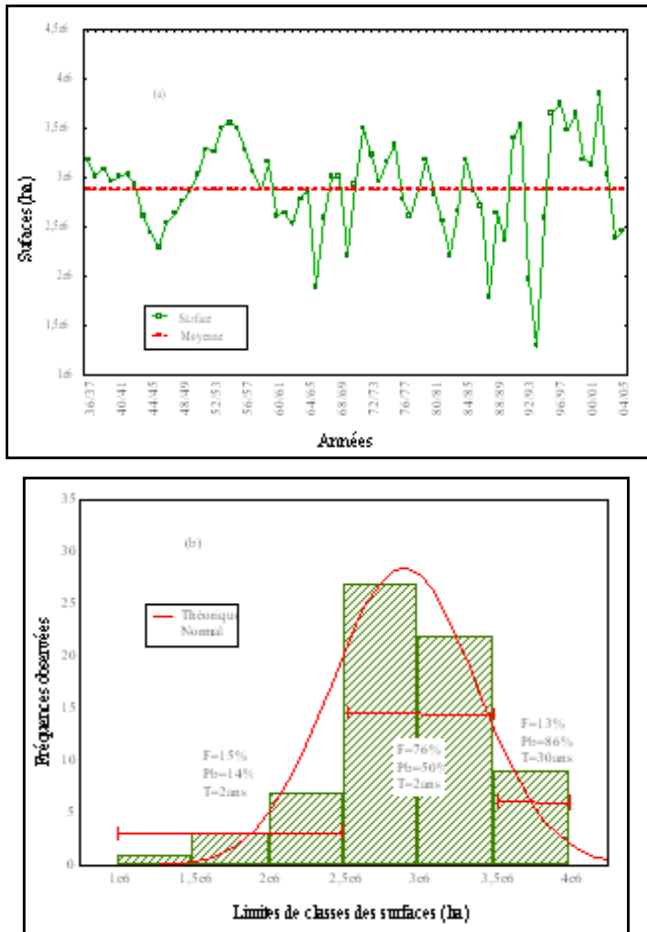 4,5e6
(a)
4e6
3,5e6
3e6
2,5e6
2e6
1,5e6
1e6
Sufaces (ha)
Surface
Moyenne
36/37
40/41
44/45
48/49
52/53
56/57
60/61
64/65
68/69
72/73
76/77
80/81
84/85
88/89
92/93
96/97
00/01
04/05
Années
35
(b)
30
25
20
15
10
5
0
Fréquences observées
Théorique
Normal
F=15%
Pb=14%
T=2ans
F=76%
Pb=50%
T=2ans
F=13%
Pb=86%
T=30ans
1e6
1,5e6
2e6
2,5e6
3e6
3,5e6
4e6
Limites de classes des surfaces (ha)